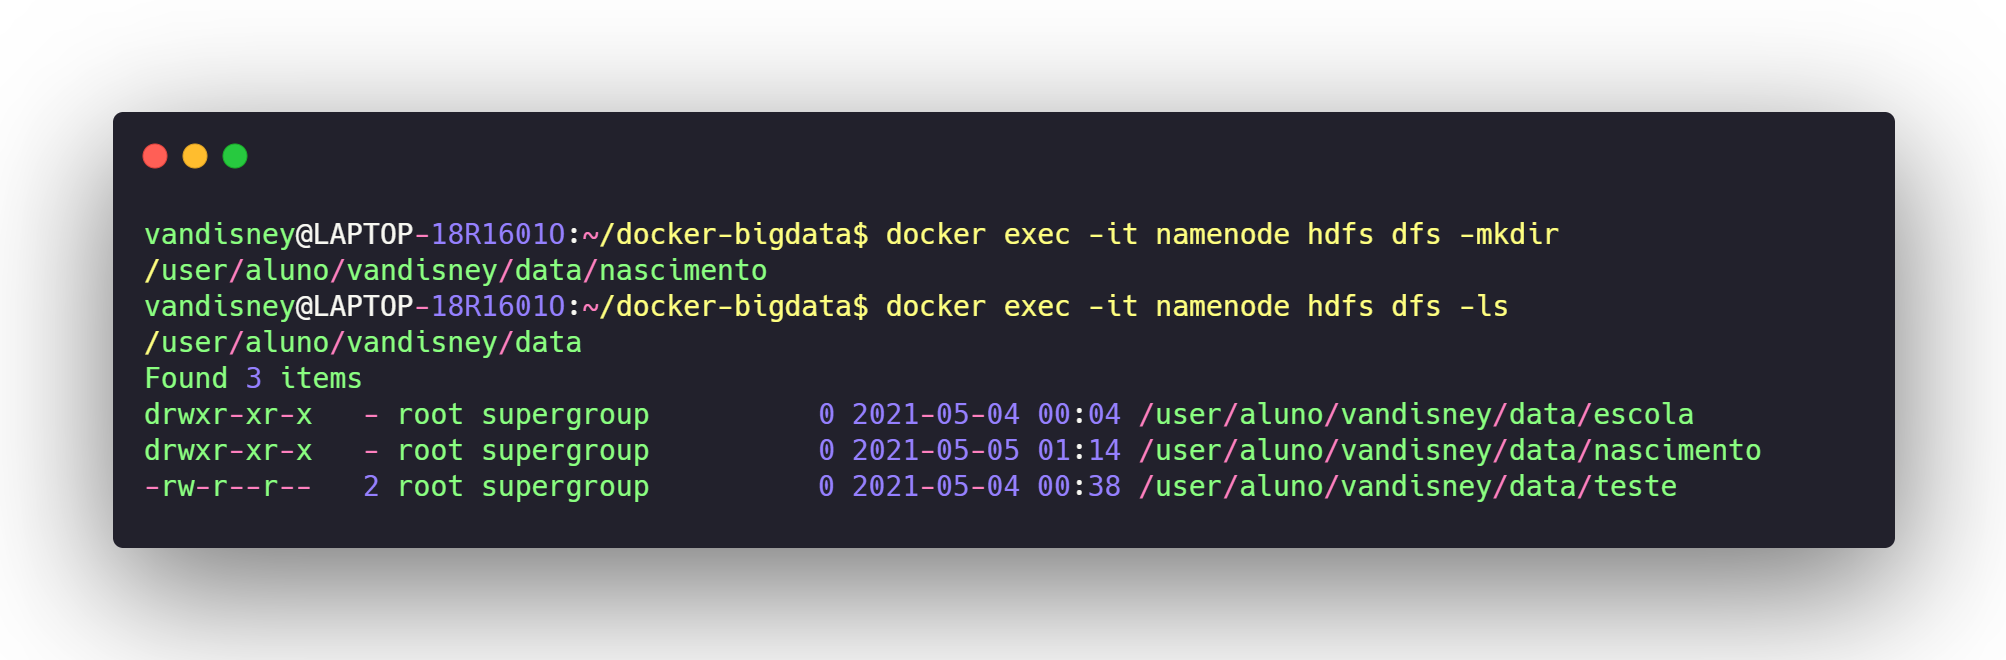 vandisney@LAPTOP-18R1601O:~/docker-bigdata$ docker exec -it namenode hdfs dfs -mkdir
/user/aluno/vandisney/data/nascimento
vandisney@LAPTOP-18R1601O:~/docker-bigdata$ docker exec -it namenode hdfs dfs -ls
/user/aluno/vandisney/data
Found 3 items
drwxr-xr-x   - root supergroup          0 2021-05-04 00:04 /user/aluno/vandisney/data/escola
drwxr-xr-x   - root supergroup          0 2021-05-05 01:14 /user/aluno/vandisney/data/nascimento
-rw-r--r--   2 root supergroup          0 2021-05-04 00:38 /user/aluno/vandisney/data/teste